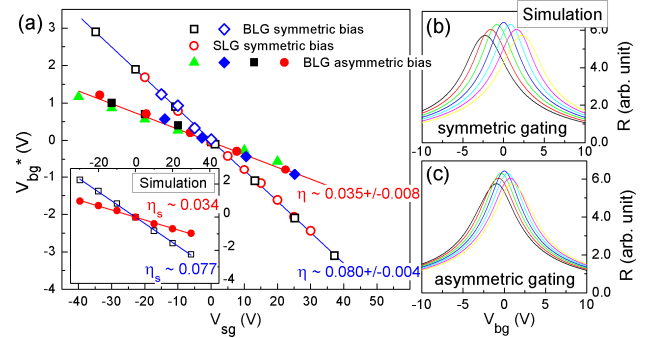 (a)
BLG symmetric bias
SLG symmetric bias
BLG asymmetric bias
3
2
1
0
-1
-2
-3
-4
V_bg* (V)
-20 0 20
Simulation
2
0
-2
-4
η_s ~ 0.034
η_s ~ 0.077
η ~ 0.035+/-0.008
η ~ 0.080+/-0.004
-40 -30 -20 -10 0 10 20 30 40 50
V_sg (V)
(b)
Simulation
6.0
4.0
2.0
R (arb. unit)
symmetric gating
-10 -5 0 5 10
(c)
6.0
4.0
2.0
0.0
R (arb. unit)
asymmetric gating
-10 -5 0 5 10
V_bg (V)